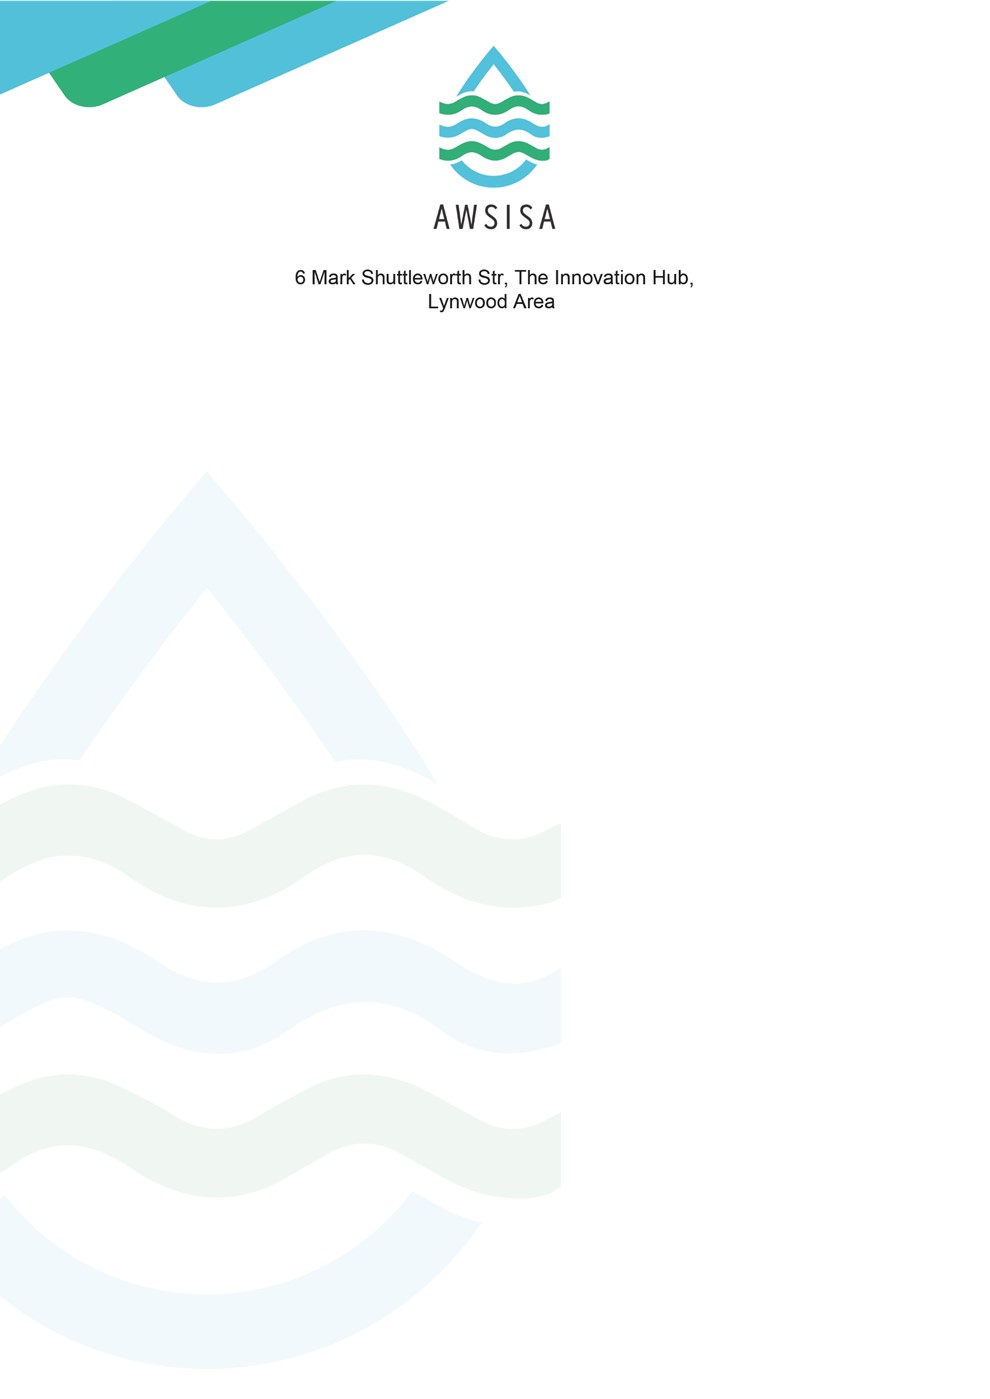 AWSISA
6 Mark Shuttleworth Str, The Innovation Hub,
Lynwood Area